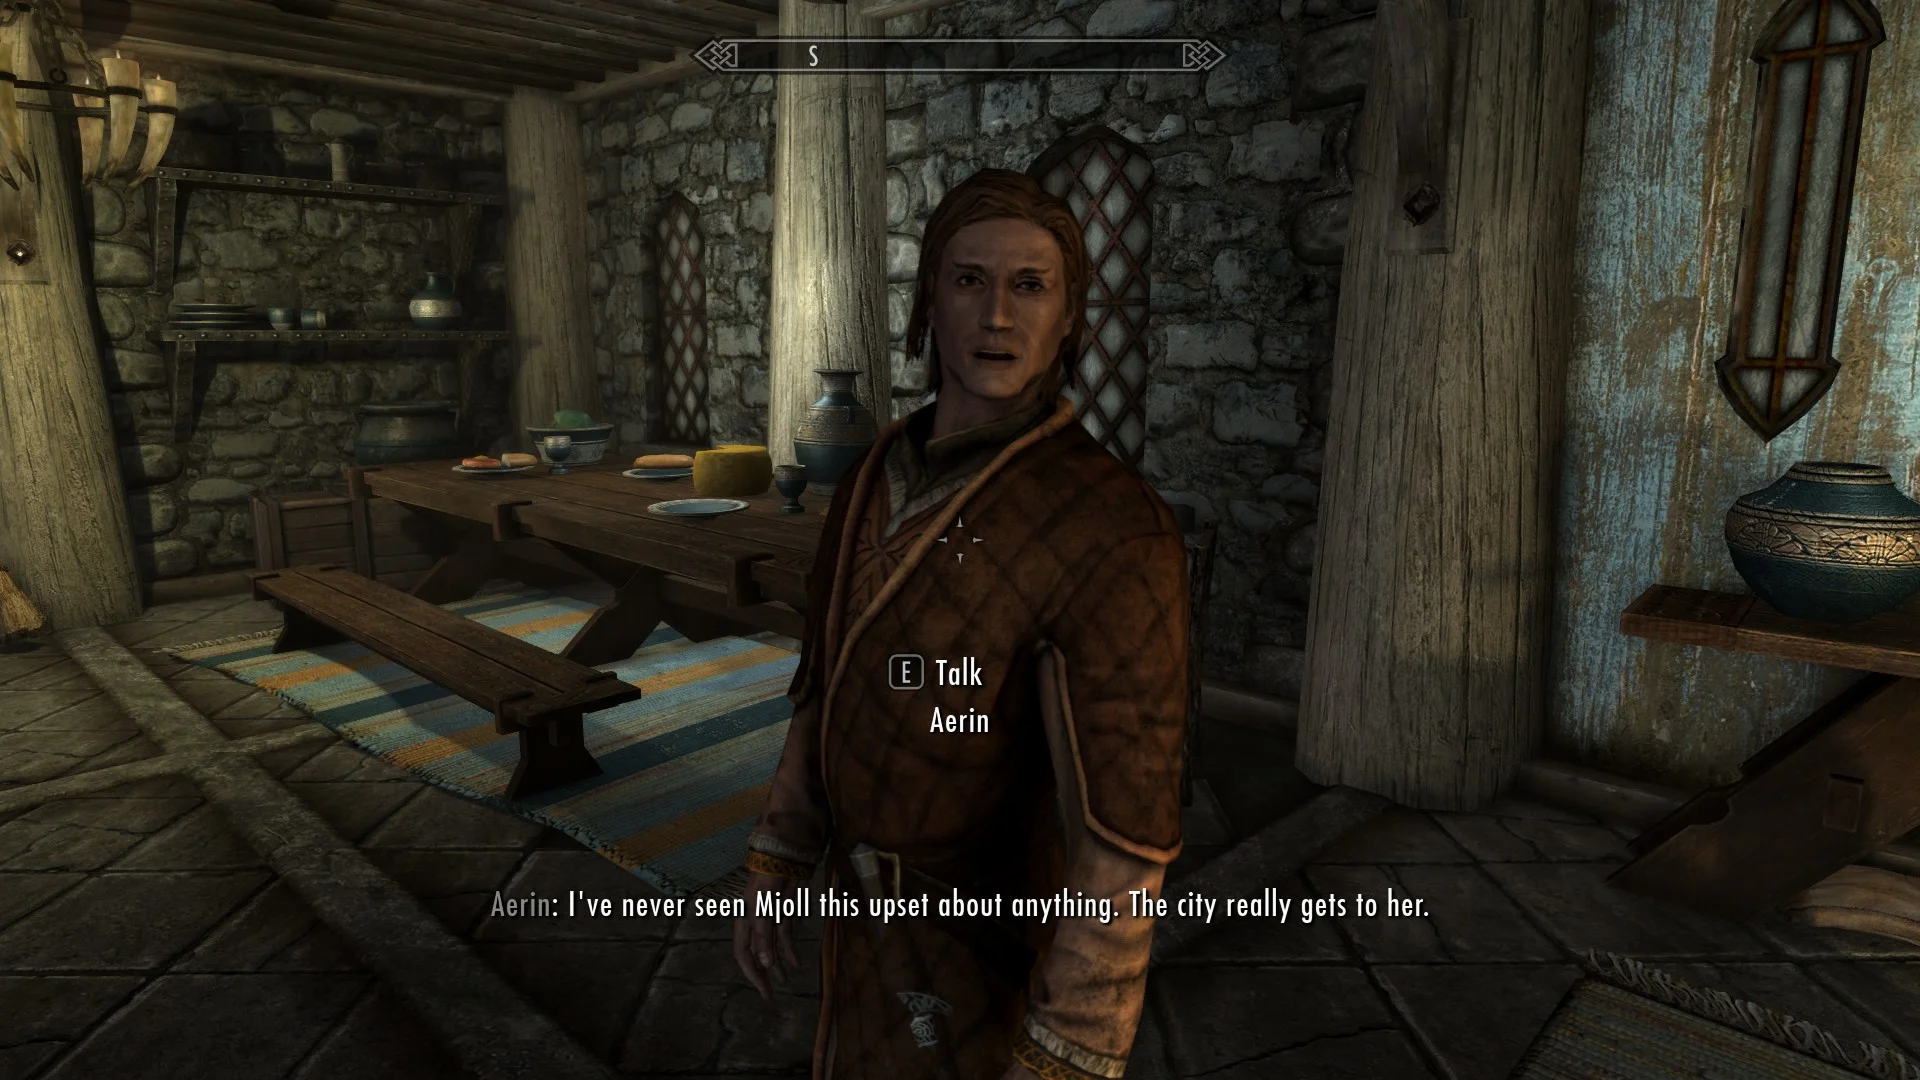 S
E Talk
Aerin
Aerin: I've never seen Mjoll this upset about anything. The city really gets to her.